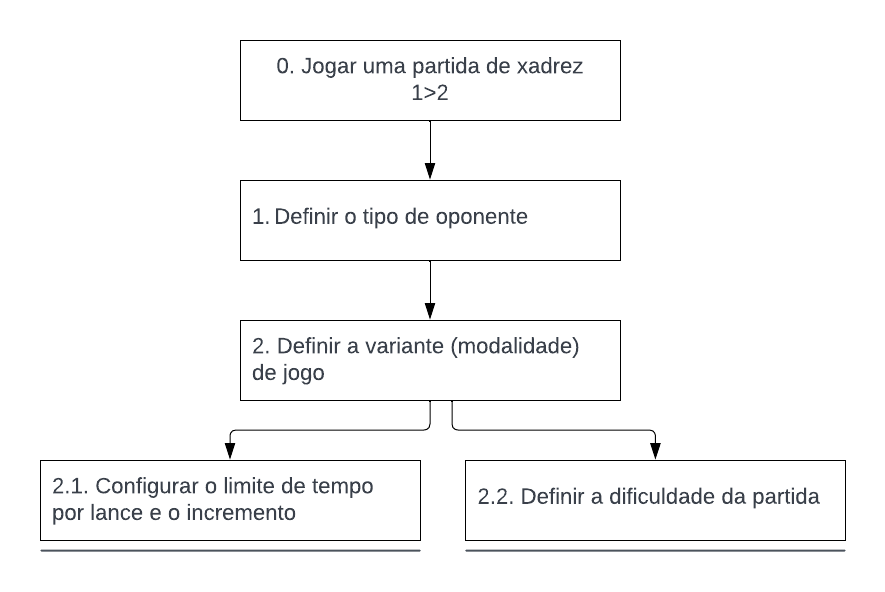 0. Jogar uma partida de xadrez
1>2
1. Definir o tipo de oponente
2. Definir a variante (modalidade)
de jogo
2.1. Configurar o limite de tempo
por lance e o incremento
2.2. Definir a dificuldade da partida